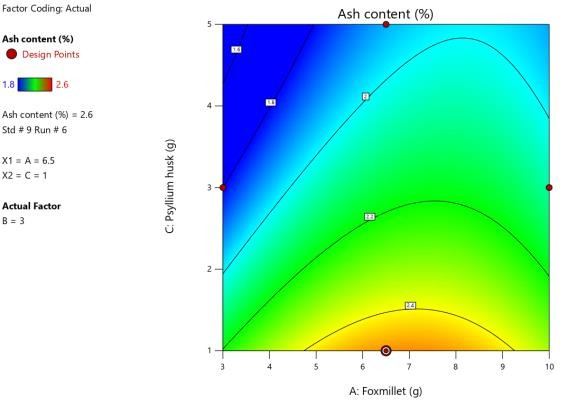 Factor Coding: Actual
Ash content (%)
Design Points
1.8 2.6
Ash content (%) = 2.6
Std # 9 Run # 6
X1 = A = 6.5
X2 = C = 1
Actual Factor
B = 3
Ash content (%)
C: Psyllium husk (g)
5
4
3
2
1
1.6
1.8
2
2.2
2.4
3 4 5 6 7 8 9 10
A: Foxmillet (g)